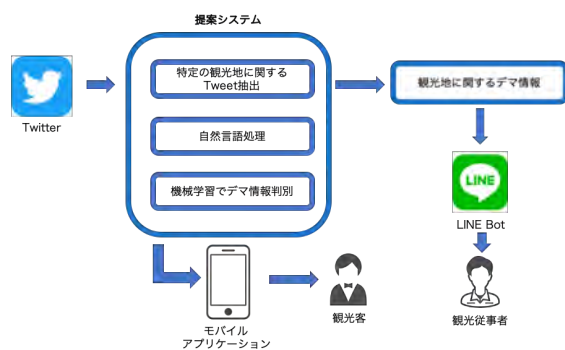 提案システム
特定の観光地に関する
Tweet抽出
自然言語処理
機械学習でデマ情報判別
Twitter
観光地に関するデマ情報
LINE
LINE Bot
モバイル
アプリケーション
観光客
観光従事者